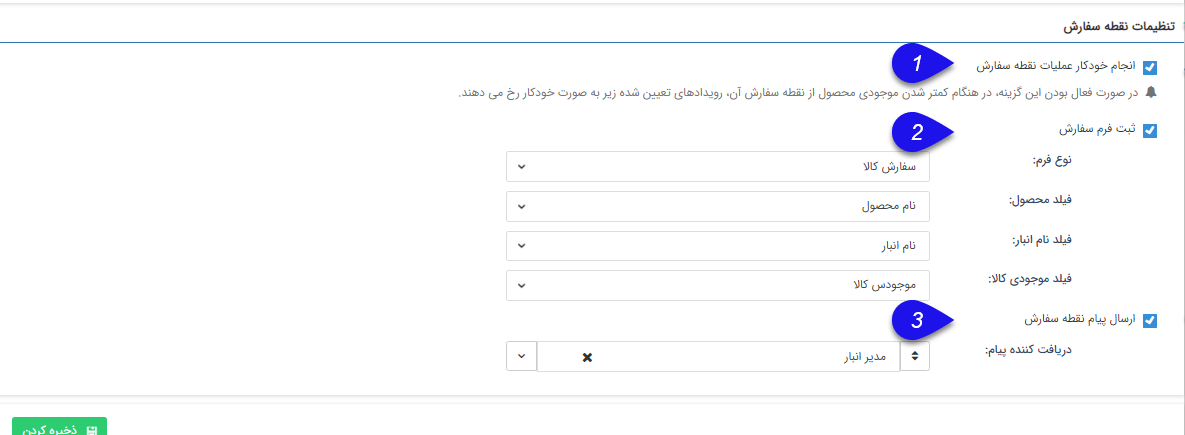 تنظیمات نقطه سفارش
انجام خودکار عملیات نقطه سفارش
1
در صورت فعال بودن این گزینه، در هنگام کمتر شدن موجودی محصول از نقطه سفارش آن، رویدادهای تعیین شده زیر به صورت خودکار رخ می دهند.
ثبت فرم سفارش
2
نوع فرم: سفارش کالا
فیلد محصول: نام محصول
فیلد نام انبار: نام انبار
فیلد موجودی کالا: موجودس کالا
ارسال پیام نقطه سفارش
3
دریافت کننده پیام: مدیر انبار
ذخیره کردن